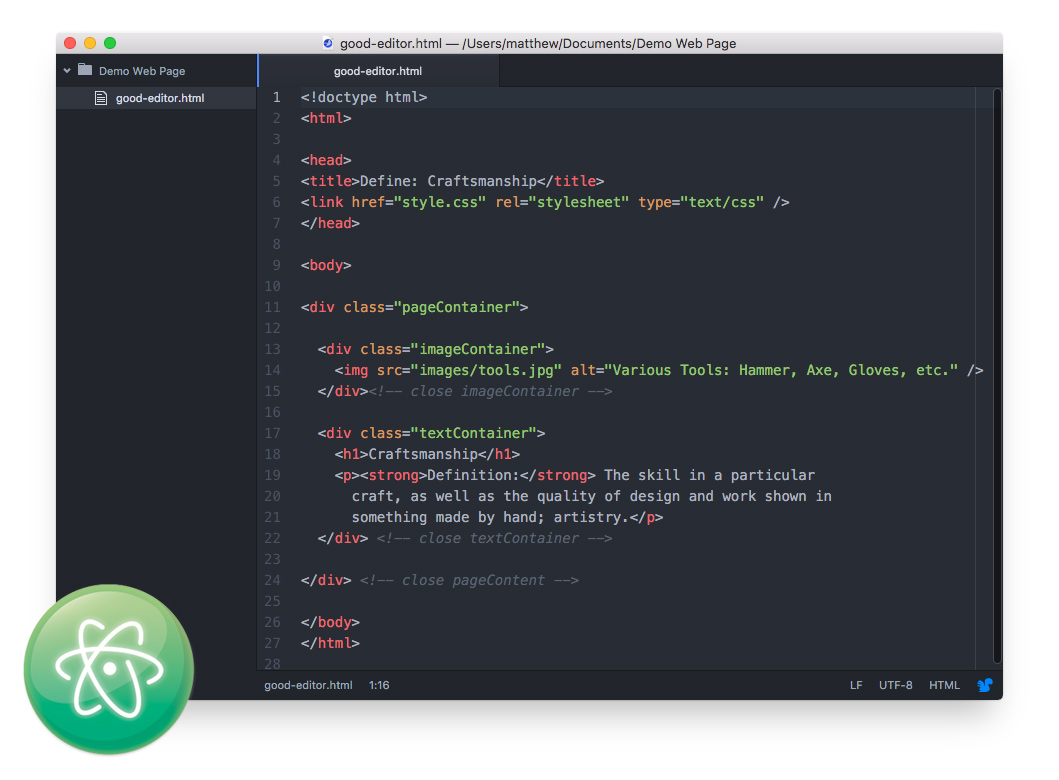 good-editor.html — /Users/matthew/Documents/Demo Web Page
Demo Web Page
good-editor.html
good-editor.html
1 <!doctype html>
2 <html>
3
4 <head>
5 <title>Define: Craftsmanship</title>
6 <link href="style.css" rel="stylesheet" type="text/css" />
7 </head>
8
9 <body>
10
11 <div class="pageContainer">
12
13   <div class="imageContainer">
14     <img src="images/tools.jpg" alt="Various Tools: Hammer, Axe, Gloves, etc." />
15   </div><!-- close imageContainer -->
16
17   <div class="textContainer">
18     <h1>Craftsmanship</h1>
19     <p><strong>Definition:</strong> The skill in a particular
20       craft, as well as the quality of design and work shown in
21       something made by hand; artistry.</p>
22   </div> <!-- close textContainer -->
23
24 </div> <!-- close pageContent -->
25
26 </body>
27 </html>
28
good-editor.html 1:16 LF UTF-8 HTML